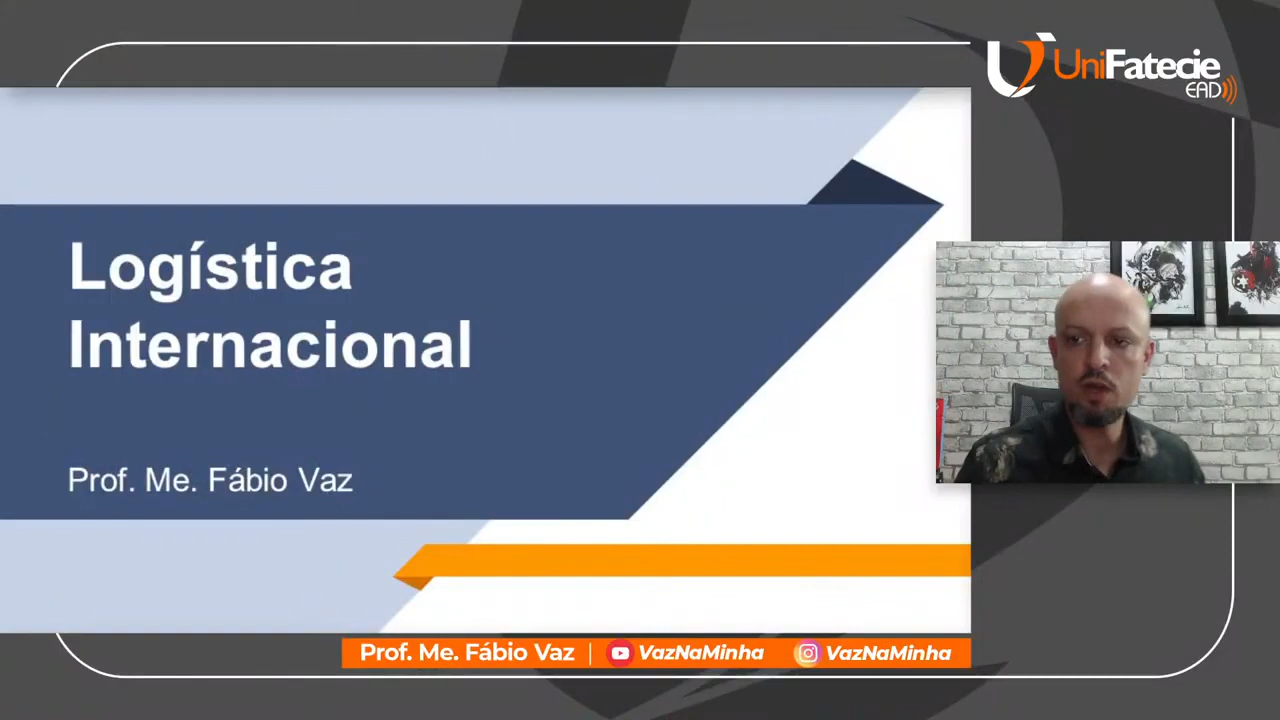 UniFatecie
EAD
Logística
Internacional
Prof. Me. Fábio Vaz
Prof. Me. Fábio Vaz | VazNaMinha VazNaMinha